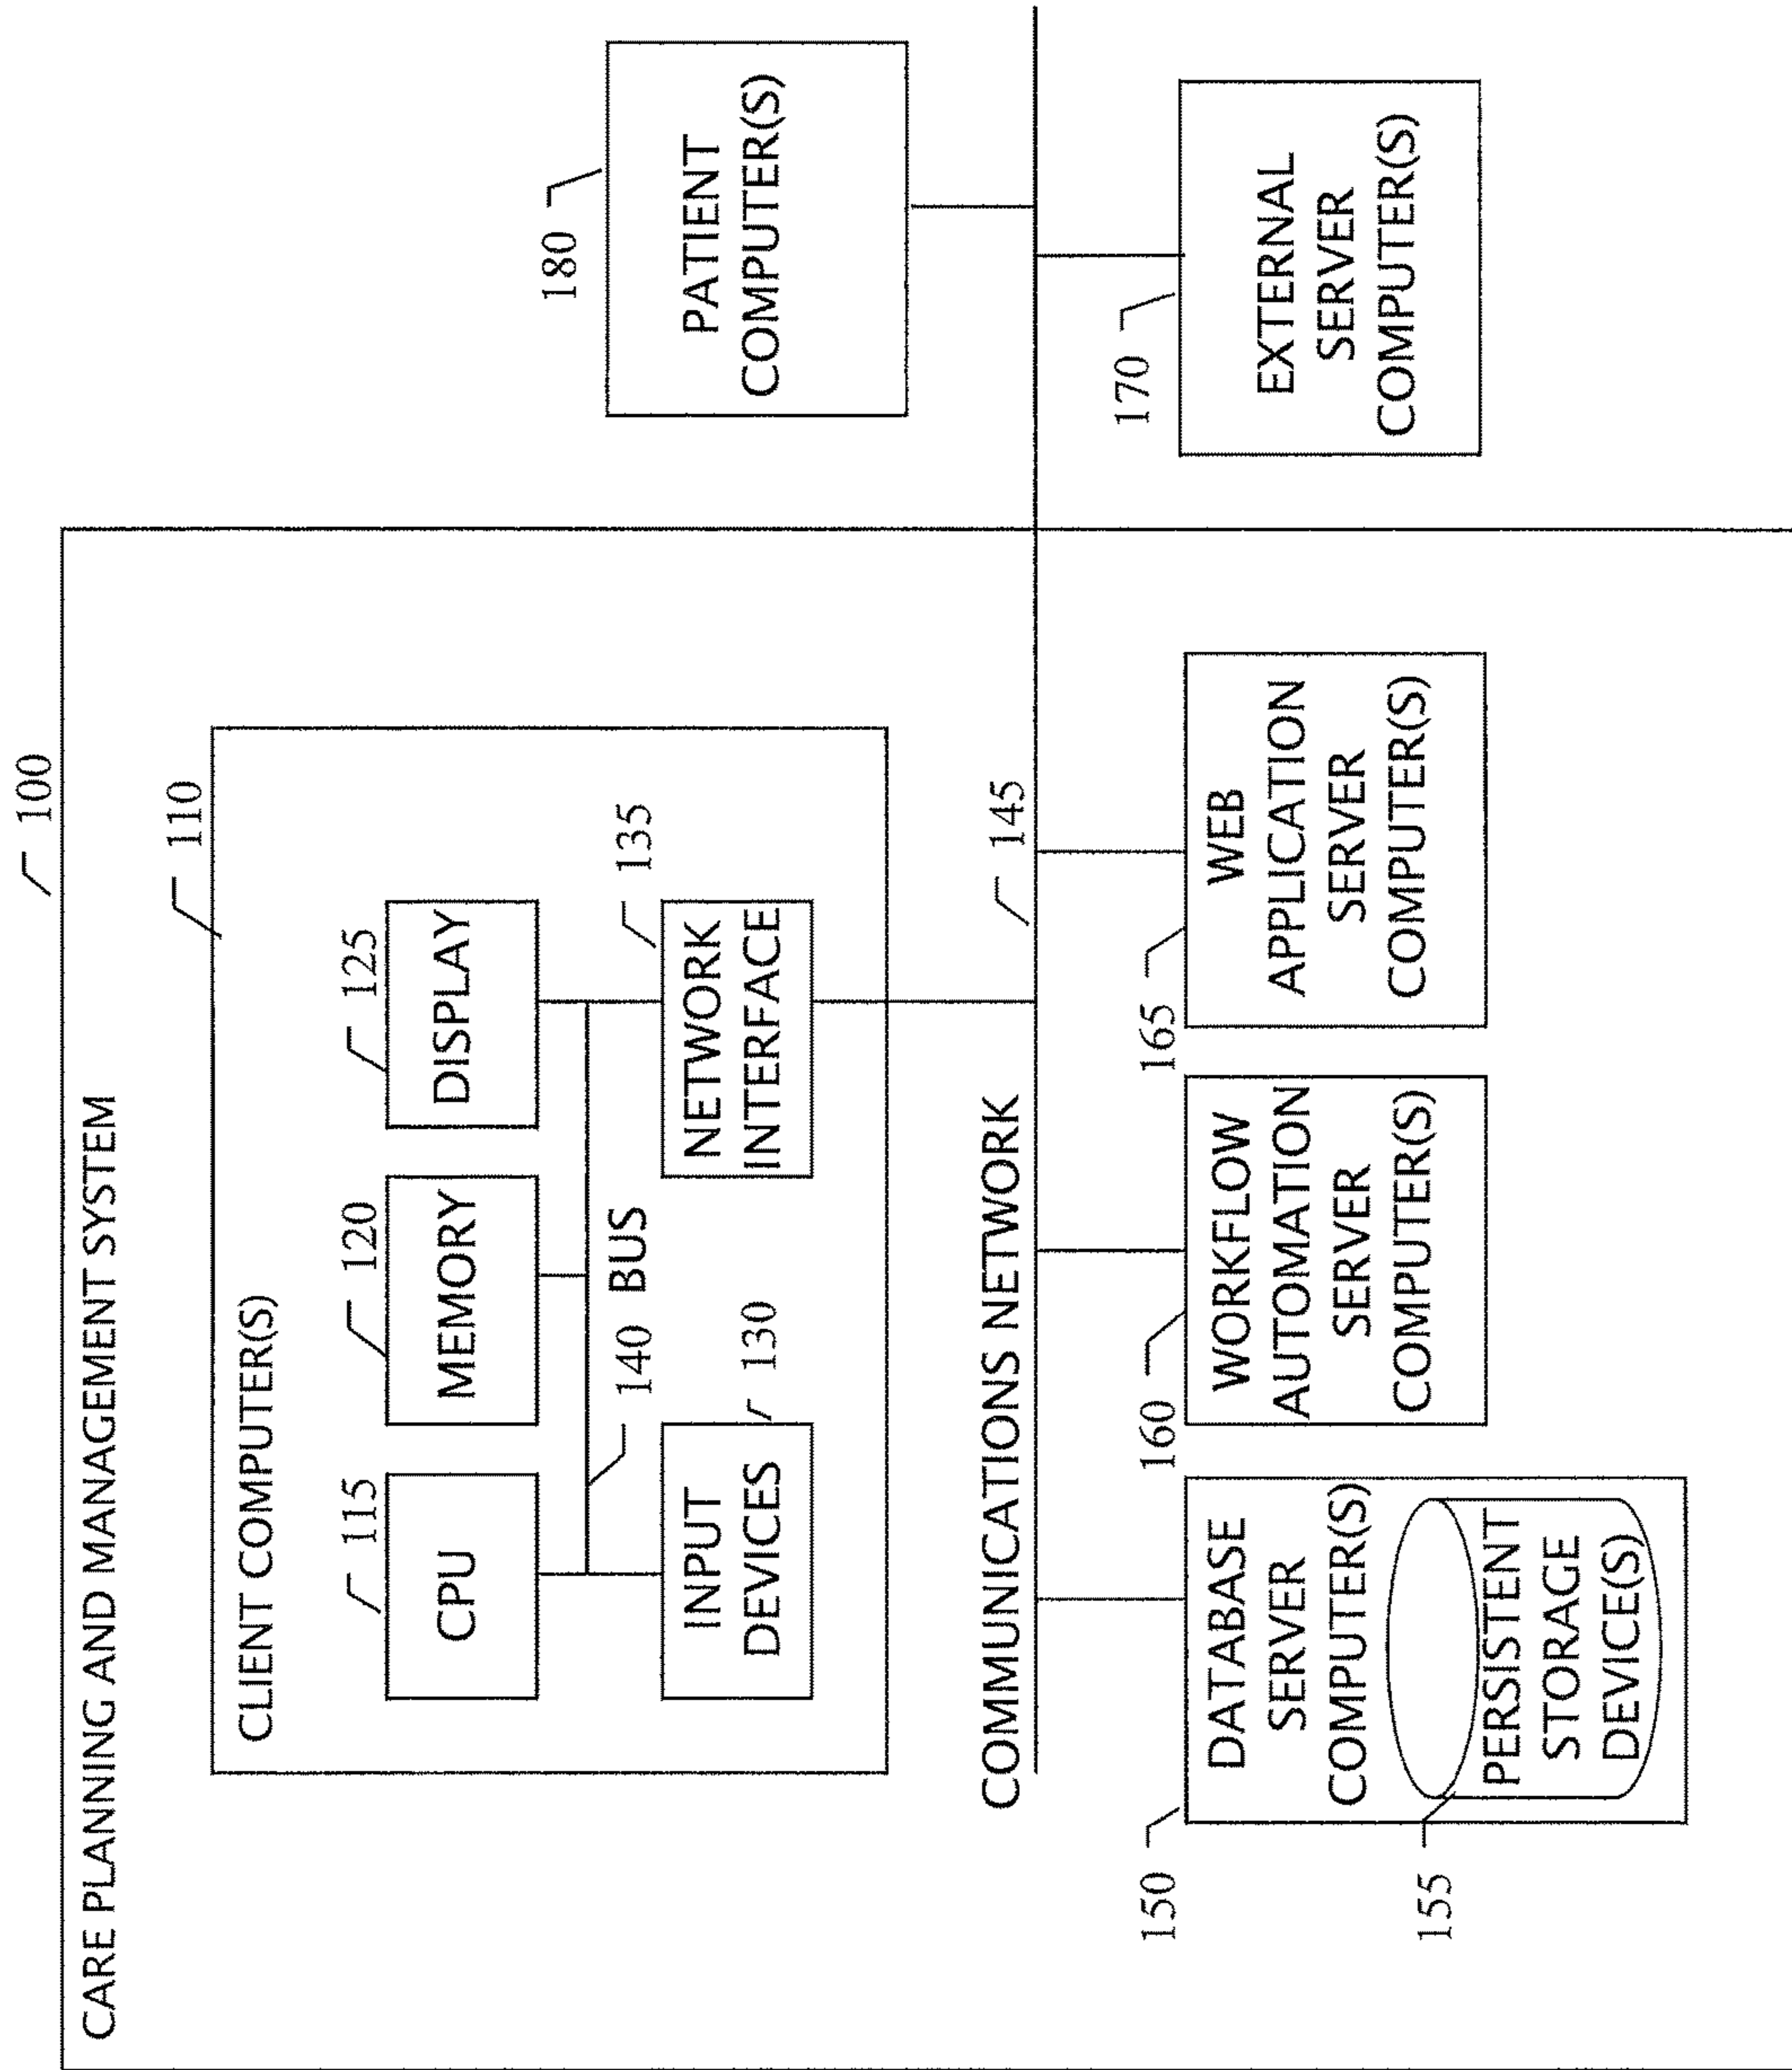 100
CARE PLANNING AND MANAGEMENT SYSTEM
110
CLIENT COMPUTER(S)
115
CPU
120
MEMORY
125
DISPLAY
140
BUS
INPUT
DEVICES
130
NETWORK
INTERFACE
135
COMMUNICATIONS NETWORK
145
150
DATABASE
SERVER
COMPUTER(S)
155
PERSISTENT
STORAGE
DEVICE(S)
160
WORKFLOW
AUTOMATION
SERVER
COMPUTER(S)
165
WEB
APPLICATION
SERVER
COMPUTER(S)
180
PATIENT
COMPUTER(S)
170
EXTERNAL
SERVER
COMPUTER(S)